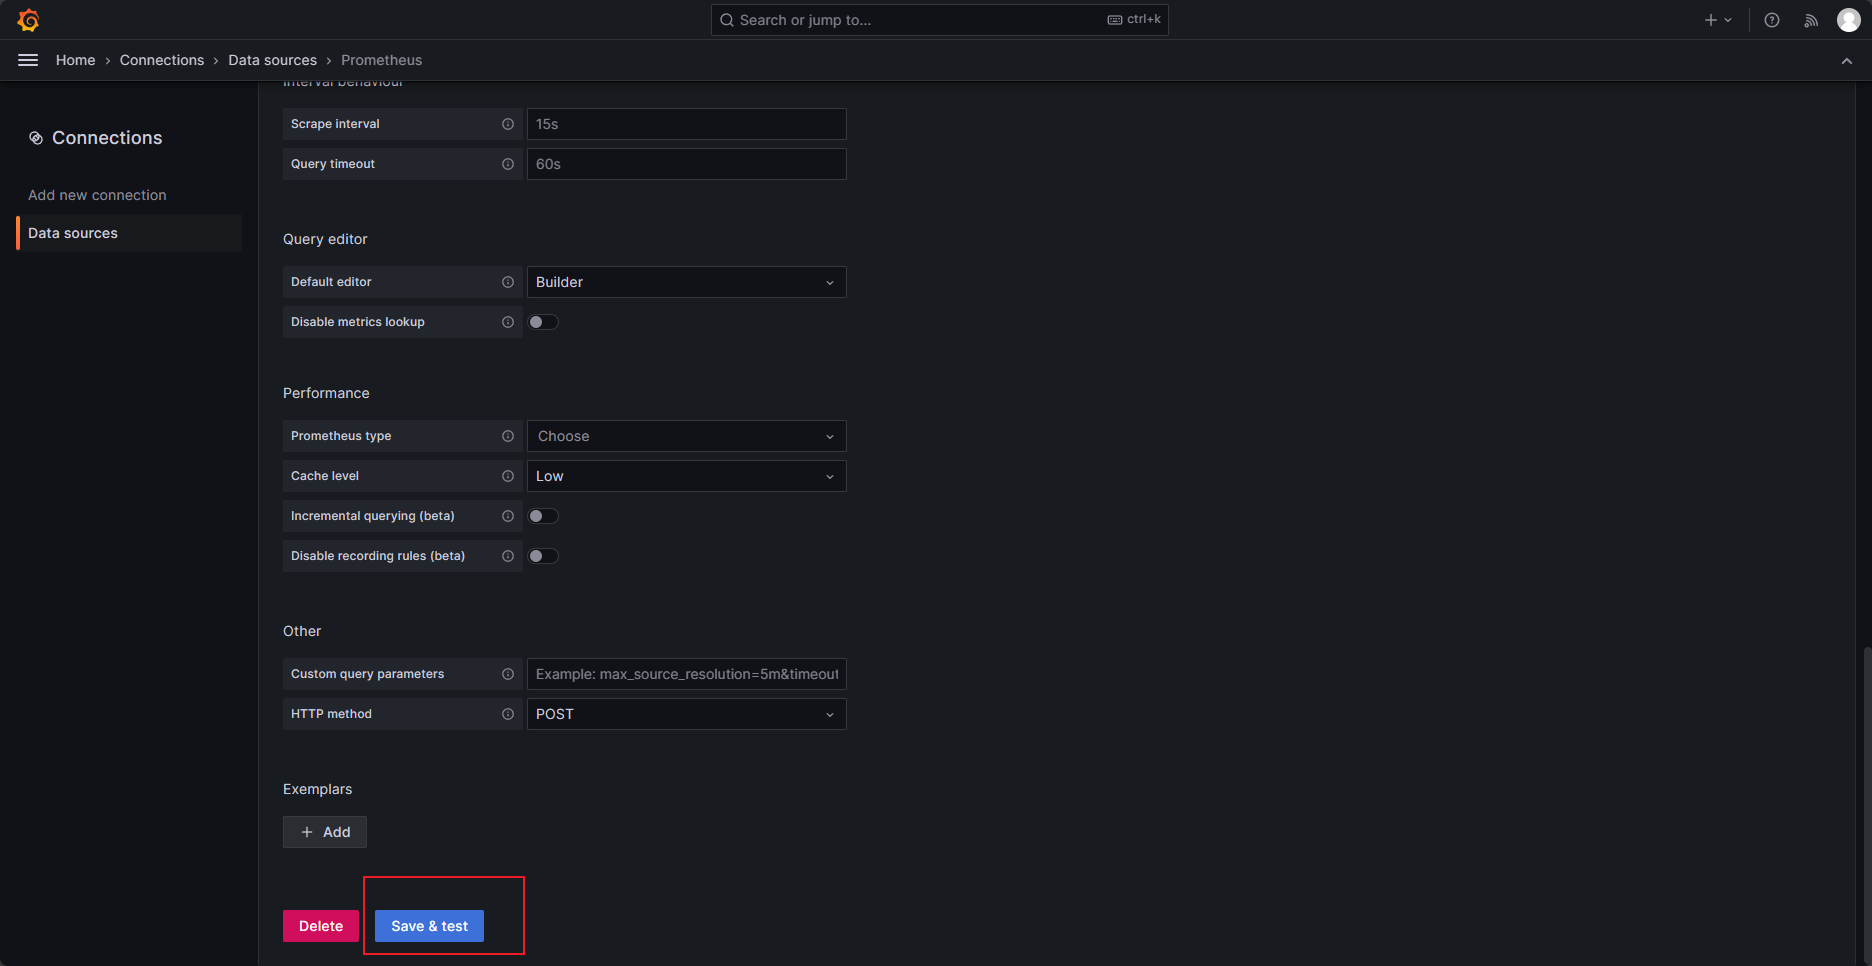 Search or jump to...
ctrl+k
Home › Connections › Data sources › Prometheus
Connections
Add new connection
Data sources
Interval behaviour
Scrape interval
15s
Query timeout
60s
Query editor
Default editor
Builder
Disable metrics lookup
Performance
Prometheus type
Choose
Cache level
Low
Incremental querying (beta)
Disable recording rules (beta)
Other
Custom query parameters
Example: max_source_resolution=5m&timeout
HTTP method
POST
Exemplars
+ Add
Delete
Save & test